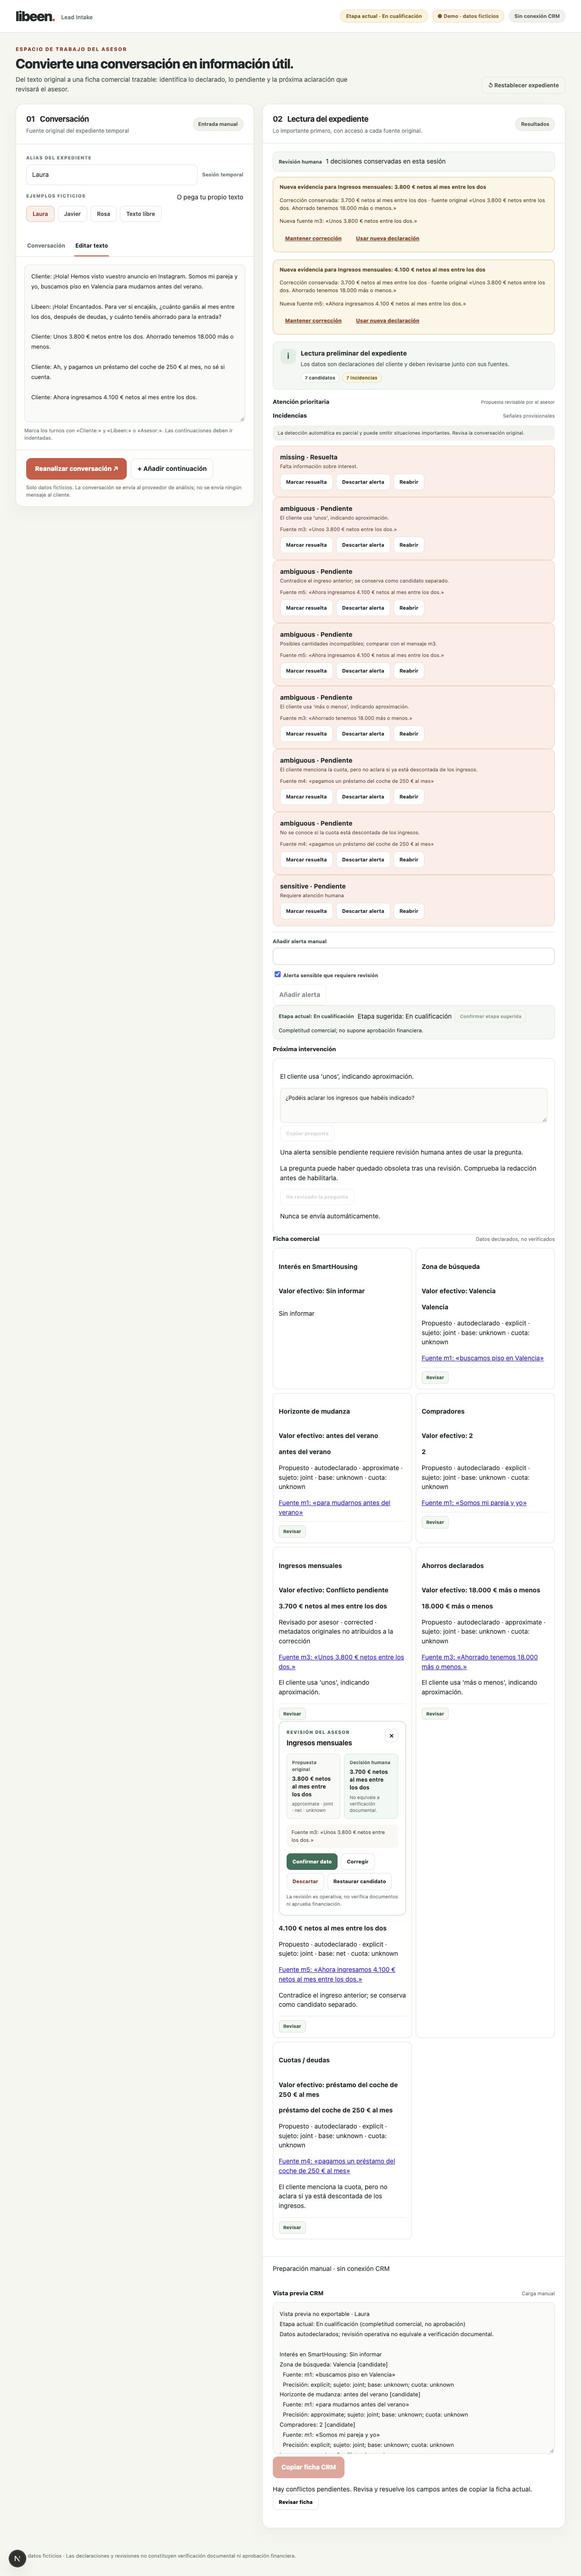 libeen. Lead Intake
Etapa actual · En cualificación
Demo · datos ficticios
Sin conexión CRM
ESPACIO DE TRABAJO DEL ASESOR
Convierte una conversación en información útil.
Del texto original a una ficha comercial trazable: identifica lo declarado, lo pendiente y la próxima aclaración que
revisará el asesor.
Restablecer expediente
01 Conversación
Fuente original del expediente temporal
Entrada manual
ALIAS DEL EXPEDIENTE
Laura
Sesión temporal
EJEMPLOS FICTICIOS
O pega tu propio texto
Laura
Javier
Rosa
Texto libre
Conversación
Editar texto
Cliente: ¡Hola! Hemos visto vuestro anuncio en Instagram. Somos mi pareja y
yo, buscamos piso en Valencia para mudarnos antes del verano.
Libeen: ¡Hola! Encantados. Para ver si encajáis, ¿cuánto ganáis al mes entre
los dos, después de deudas, y cuánto tenéis ahorrado para la entrada?
Cliente: Unos 3.800 € netos entre los dos. Ahorrado tenemos 18.000 más o
menos.
Cliente: Ah, y pagamos un préstamo del coche de 250 € al mes, no sé si
cuenta.
Cliente: Ahora ingresamos 4.100 € netos al mes entre los dos.
Marca los turnos con «Cliente:» y «Libeen:» o «Asesor:». Las continuaciones deben ir
indentadas.
Reanalizar conversación ↗
+ Añadir continuación
Solo datos ficticios. La conversación se envía al proveedor de análisis; no se envía ningún
mensaje al cliente.
02 Lectura del expediente
Lo importante primero, con acceso a cada fuente original.
Resultados
Revisión humana 1 decisiones conservadas en esta sesión
Nueva evidencia para Ingresos mensuales: 3.800 € netos al mes entre los dos
Corrección conservada: 3.700 € netos al mes entre los dos · fuente original «Unos 3.800 € netos entre
los dos. Ahorrado tenemos 18.000 más o menos.»
Nueva fuente m3: «Unos 3.800 € netos entre los dos.»
Mantener corrección
Usar nueva declaración
Nueva evidencia para Ingresos mensuales: 4.100 € netos al mes entre los dos
Corrección conservada: 3.700 € netos al mes entre los dos · fuente original «Unos 3.800 € netos entre
los dos. Ahorrado tenemos 18.000 más o menos.»
Nueva fuente m5: «Ahora ingresamos 4.100 € netos al mes entre los dos.»
Mantener corrección
Usar nueva declaración
i
Lectura preliminar del expediente
Los datos son declaraciones del cliente y deben revisarse junto con sus fuentes.
7 candidatos
7 incidencias
Atención prioritaria
Propuesta revisable por el asesor
Incidencias
Señales provisionales
La detección automática es parcial y puede omitir situaciones importantes. Revisa la conversación original.
missing · Resuelta
Falta información sobre interest.
Marcar resuelta
Descartar alerta
Reabrir
ambiguous · Pendiente
El cliente usa 'unos', indicando aproximación.
Fuente m3: «Unos 3.800 € netos entre los dos.»
Marcar resuelta
Descartar alerta
Reabrir
ambiguous · Pendiente
Contradice el ingreso anterior; se conserva como candidato separado.
Fuente m5: «Ahora ingresamos 4.100 € netos al mes entre los dos.»
Marcar resuelta
Descartar alerta
Reabrir
ambiguous · Pendiente
Posibles cantidades incompatibles; comparar con el mensaje m3.
Fuente m5: «Ahora ingresamos 4.100 € netos al mes entre los dos.»
Marcar resuelta
Descartar alerta
Reabrir
ambiguous · Pendiente
El cliente usa 'más o menos', indicando aproximación.
Fuente m3: «Ahorrado tenemos 18.000 más o menos.»
Marcar resuelta
Descartar alerta
Reabrir
ambiguous · Pendiente
El cliente menciona la cuota, pero no aclara si ya está descontada de los ingresos.
Fuente m4: «pagamos un préstamo del coche de 250 € al mes»
Marcar resuelta
Descartar alerta
Reabrir
ambiguous · Pendiente
No se conoce si la cuota está descontada de los ingresos.
Fuente m4: «pagamos un préstamo del coche de 250 € al mes»
Marcar resuelta
Descartar alerta
Reabrir
sensitive · Pendiente
Requiere atención humana
Marcar resuelta
Descartar alerta
Reabrir
Añadir alerta manual
Alerta sensible que requiere revisión
Añadir alerta
Etapa actual: En cualificación Etapa sugerida: En cualificación
Confirmar etapa sugerida
Completitud comercial; no supone aprobación financiera.
Próxima intervención
El cliente usa 'unos', indicando aproximación.
¿Podéis aclarar los ingresos que habéis indicado?
Copiar pregunta
Una alerta sensible pendiente requiere revisión humana antes de usar la pregunta.
La pregunta puede haber quedado obsoleta tras una revisión. Comprueba la redacción
antes de habilitarla.
He revisado la pregunta
Nunca se envía automáticamente.
Ficha comercial
Datos declarados, no verificados
Interés en SmartHousing
Valor efectivo: Sin informar
Sin informar
Zona de búsqueda
Valor efectivo: Valencia
Valencia
Propuesto · autodeclarado · explicit ·
sujeto: joint · base: unknown · cuota:
unknown
Fuente m1: «buscamos piso en Valencia»
Revisar
Horizonte de mudanza
Valor efectivo: antes del verano
antes del verano
Propuesto · autodeclarado · approximate ·
sujeto: joint · base: unknown · cuota:
unknown
Fuente m1: «para mudarnos antes del
verano»
Revisar
Compradores
Valor efectivo: 2
2
Propuesto · autodeclarado · explicit ·
sujeto: joint · base: unknown · cuota:
unknown
Fuente m1: «Somos mi pareja y yo»
Revisar
Ingresos mensuales
Valor efectivo: Conflicto pendiente
3.700 € netos al mes entre los dos
Revisado por asesor · corrected ·
metadatos originales no atribuidos a la
corrección
Fuente m3: «Unos 3.800 € netos entre los
dos.»
El cliente usa 'unos', indicando
aproximación.
Revisar
REVISIÓN DEL ASESOR
Ingresos mensuales
×
Propuesta
original
3.800 € netos
al mes entre
los dos
approximate · joint
· net · unknown
Decisión humana
3.700 € netos
al mes entre
los dos
No equivale a
verificación
documental.
Fuente m3: «Unos 3.800 € netos entre
los dos.»
Confirmar dato
Corregir
Descartar
Restaurar candidato
La revisión es operativa; no verifica documentos
ni aprueba financiación.
4.100 € netos al mes entre los dos
Propuesto · autodeclarado · explicit ·
sujeto: joint · base: net · cuota: unknown
Fuente m5: «Ahora ingresamos 4.100 €
netos al mes entre los dos.»
Contradice el ingreso anterior; se conserva
como candidato separado.
Revisar
Ahorros declarados
Valor efectivo: 18.000 € más o menos
18.000 € más o menos
Propuesto · autodeclarado · approximate ·
sujeto: joint · base: unknown · cuota:
unknown
Fuente m3: «Ahorrado tenemos 18.000
más o menos.»
El cliente usa 'más o menos', indicando
aproximación.
Revisar
Cuotas / deudas
Valor efectivo: préstamo del coche de
250 € al mes
préstamo del coche de 250 € al mes
Propuesto · autodeclarado · explicit ·
sujeto: joint · base: unknown · cuota:
unknown
Fuente m4: «pagamos un préstamo del
coche de 250 € al mes»
El cliente menciona la cuota, pero no
aclara si ya está descontada de los
ingresos.
Revisar
Preparación manual · sin conexión CRM
Vista previa CRM
Carga manual
Vista previa no exportable · Laura
Etapa actual: En cualificación (completitud comercial, no aprobación)
Datos autodeclarados; revisión operativa no equivale a verificación documental.
Interés en SmartHousing: Sin informar
Zona de búsqueda: Valencia [candidate]
Fuente: m1: «buscamos piso en Valencia»
Precisión: explicit; sujeto: joint; base: unknown; cuota: unknown
Horizonte de mudanza: antes del verano [candidate]
Fuente: m1: «para mudarnos antes del verano»
Precisión: approximate; sujeto: joint; base: unknown; cuota: unknown
Compradores: 2 [candidate]
Fuente: m1: «Somos mi pareja y yo»
Precisión: explicit; sujeto: joint; base: unknown; cuota: unknown
Copiar ficha CRM
Hay conflictos pendientes. Revisa y resuelve los campos antes de copiar la ficha actual.
Revisar ficha
N
datos ficticios · Las declaraciones y revisiones no constituyen verificación documental ni aprobación financiera.